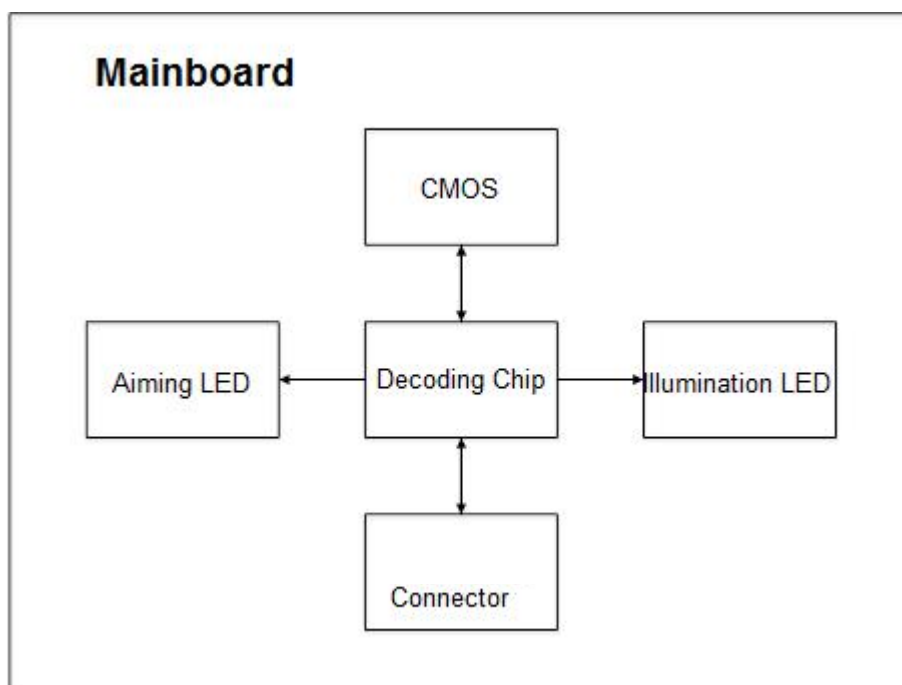 Mainboard
CMOS
Aiming LED
Decoding Chip
Illumination LED
Connector